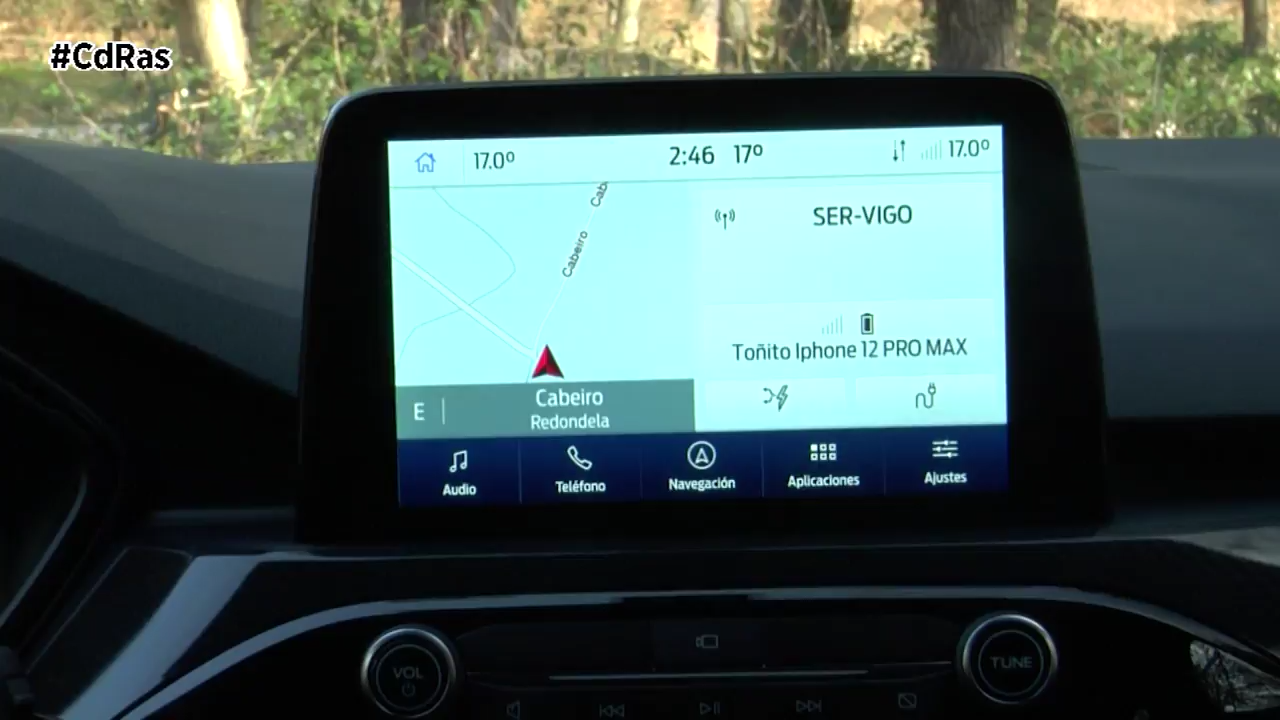 #CdRas
17.0º
2:46 17º
17.0º
Cab
Cabeiro
SER-VIGO
Toñito Iphone 12 PRO MAX
E
Cabeiro
Redondela
Audio
Teléfono
Navegación
Aplicaciones
Ajustes
VOL
TUNE